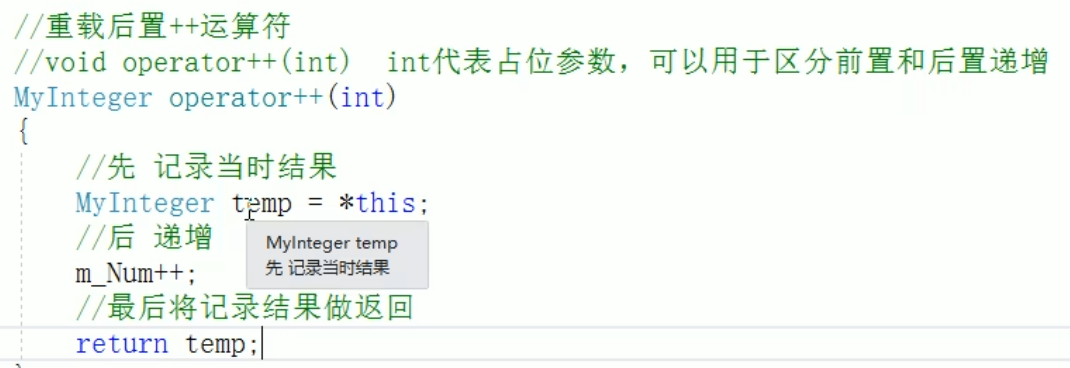 //重载后置++运算符
//void operator++(int)  int代表占位参数，可以用于区分前置和后置递增
MyInteger operator++(int)
{
//先 记录当时结果
MyInteger temp = *this;
//后 递增
MyInteger temp
先 记录当时结果
m_Num++;
//最后将记录结果做返回
return temp;